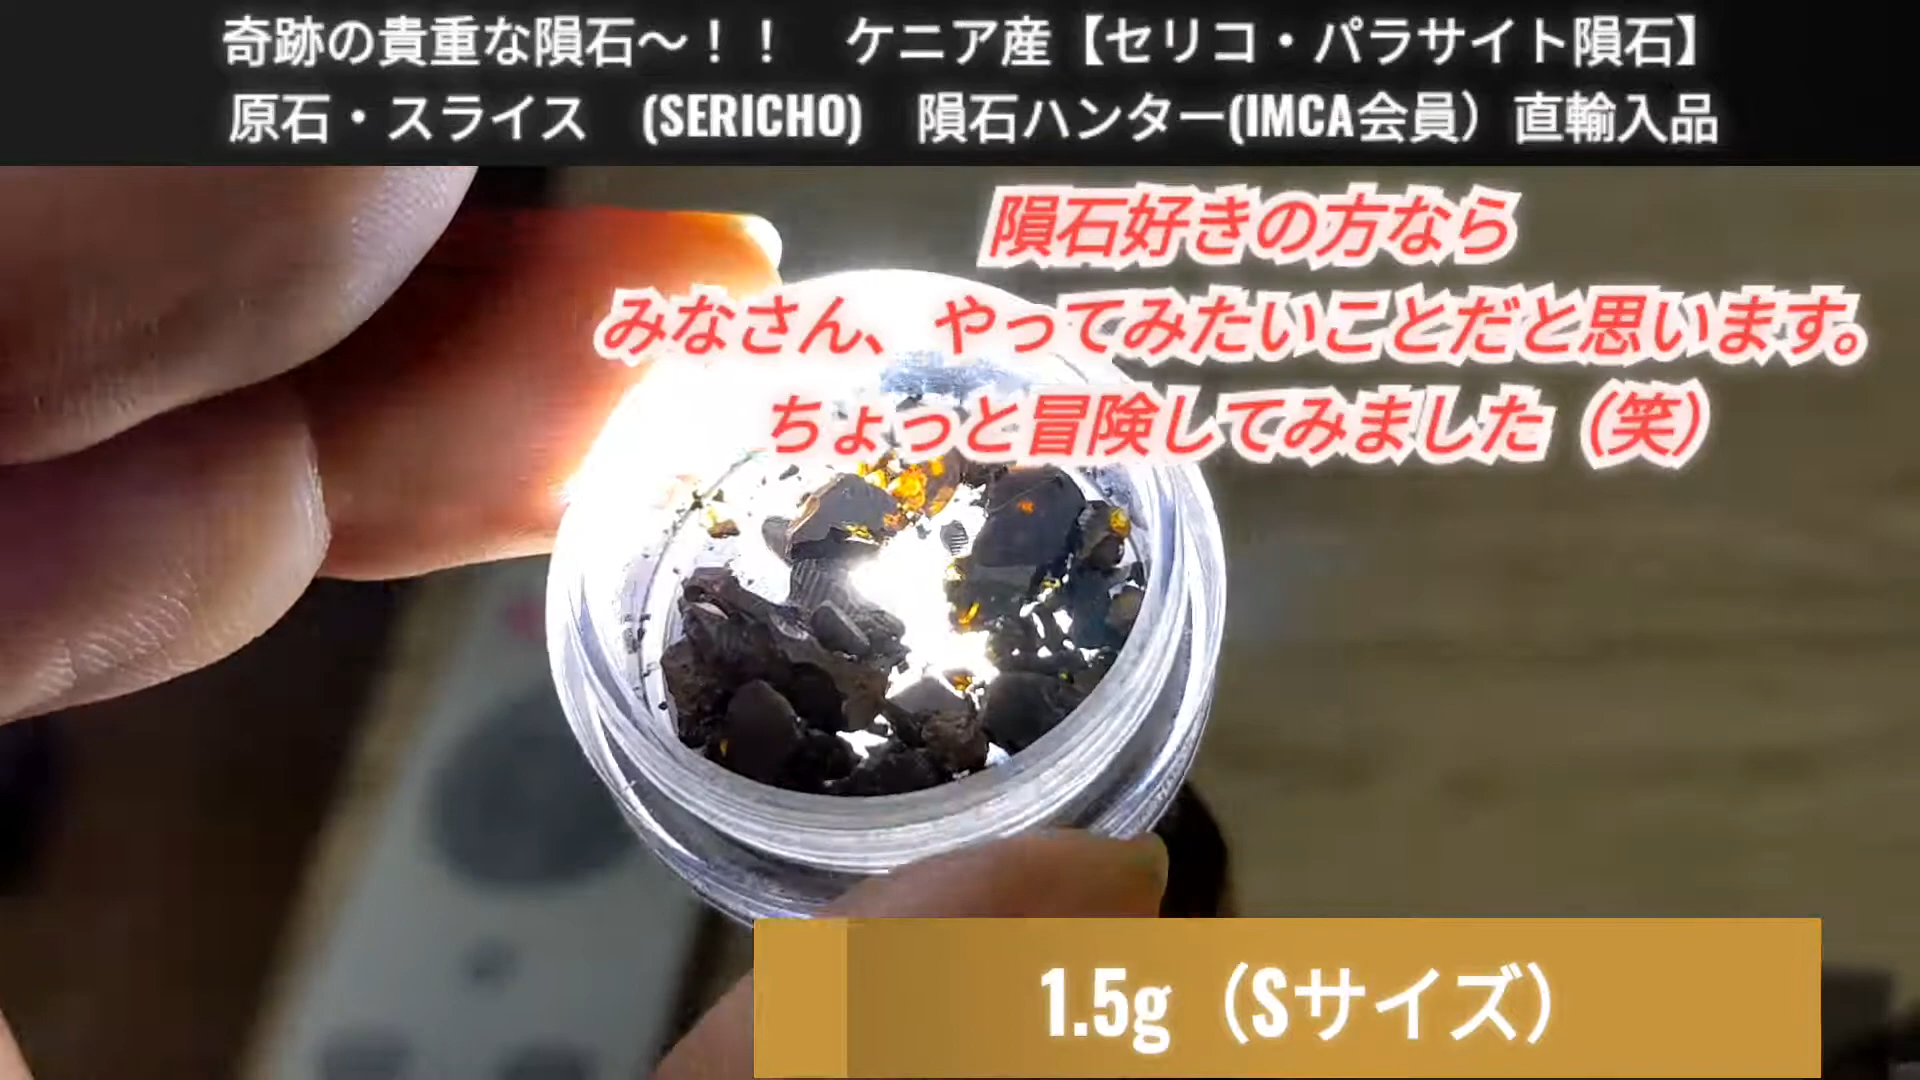 奇跡の貴重な隕石～！！　ケニア産【セリコ・パラサイト隕石】
原石・スライス　(SERICHO)　隕石ハンター(IMCA会員）直輸入品
隕石好きの方なら
みなさん、やってみたいことだと思います。
ちょっと冒険してみました（笑）
1.5g（Sサイズ）